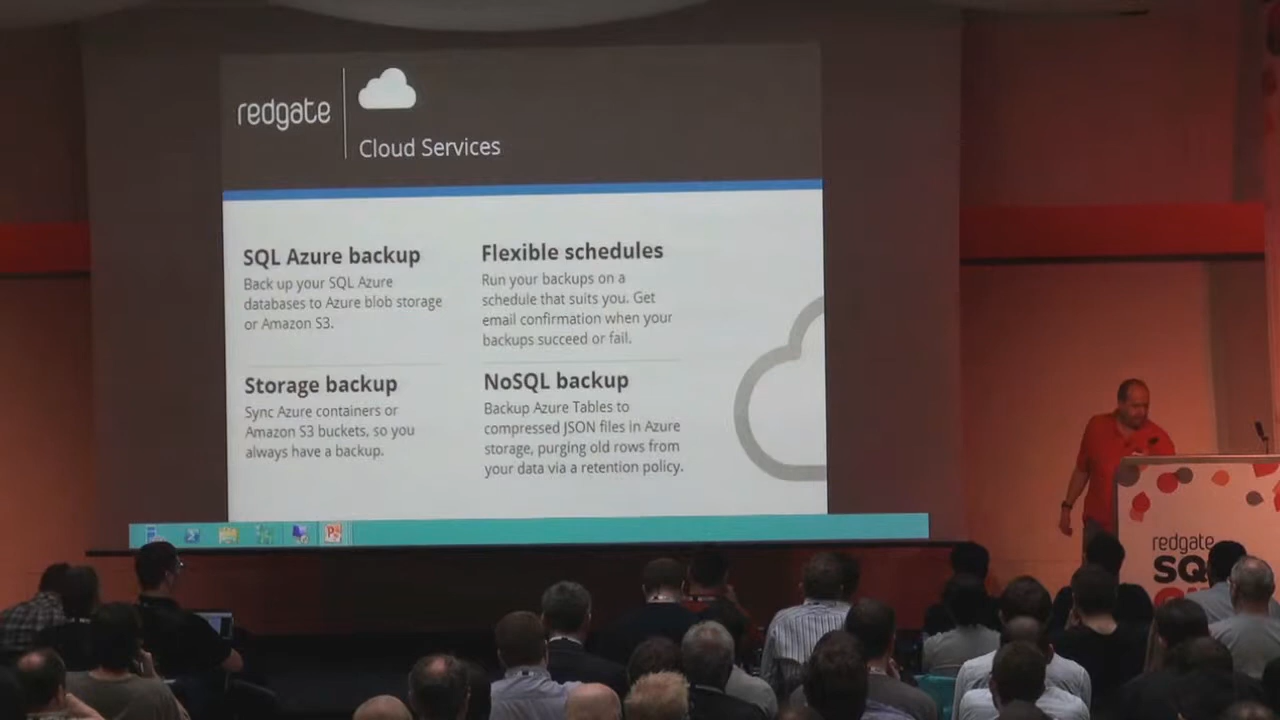 redgate
Cloud Services
SQL Azure backup
Back up your SQL Azure
databases to Azure blob storage
or Amazon S3.
Flexible schedules
Run your backups on a
schedule that suits you. Get
email confirmation when your
backups succeed or fail.
Storage backup
Sync Azure containers or
Amazon S3 buckets, so you
always have a backup.
NoSQL backup
Backup Azure Tables to
compressed JSON files in Azure
storage, purging old rows from
your data via a retention policy.
redgate